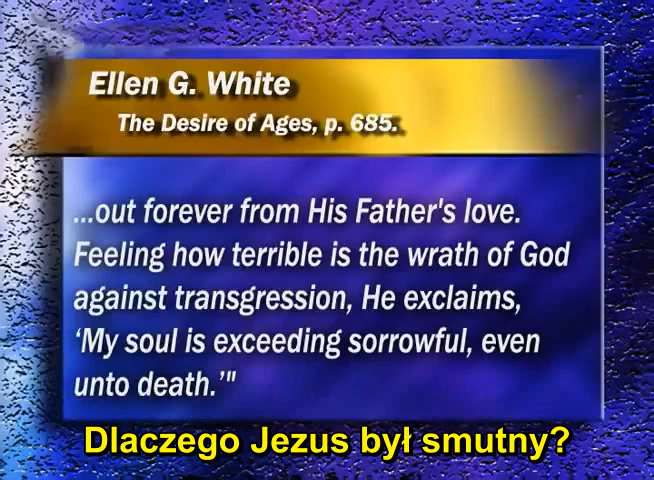 Ellen G. White
The Desire of Ages, p. 685.
...out forever from His Father's love.
Feeling how terrible is the wrath of God
against transgression, He exclaims,
‘My soul is exceeding sorrowful, even
unto death.’"
Dlaczego Jezus był smutny?